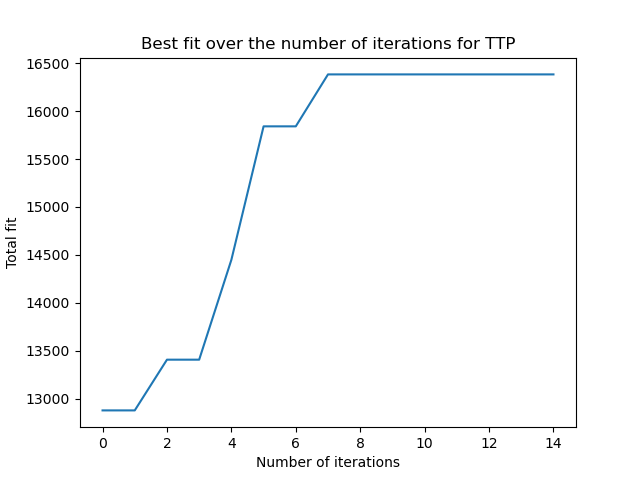 Best fit over the number of iterations for TTP
16500
16000
15500
15000
14500
14000
13500
13000
Total fit
0 2 4 6 8 10 12 14
Number of iterations